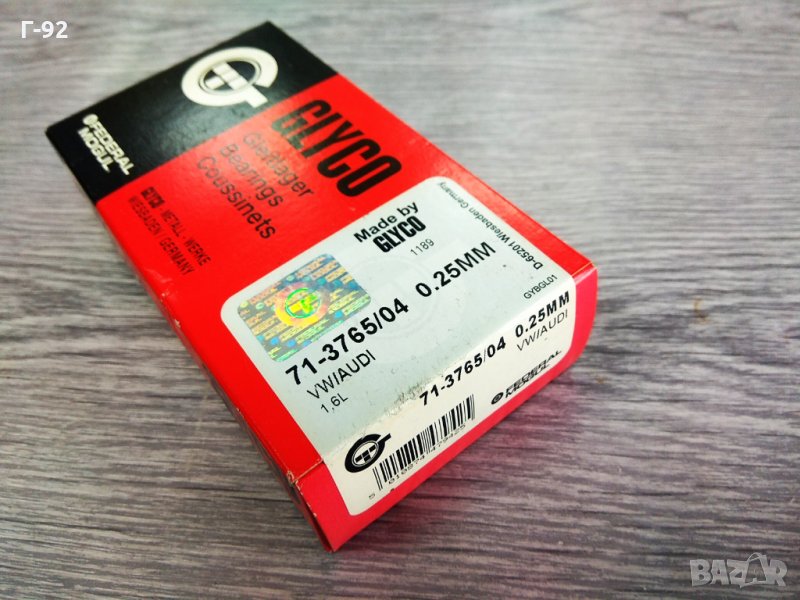 Г-92
FEDERAL
MOGUL
GLYCO
Gleitlager
Bearings
Coussinets
GLYCO METALL-WERKE
WIESBADEN GERMANY
Made by
GLYCO
1189
D-65201 Wiesbaden Germany
GYBGL01
71-3765/04 0.25MM
VW/AUDI
1,6L
71-3765/04 0.25MM
VW/AUDI
FEDERAL
MOGUL
BAZAR